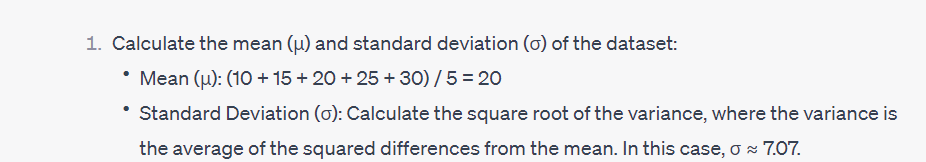 1. Calculate the mean (μ) and standard deviation (σ) of the dataset:
• Mean (μ): (10 + 15 + 20 + 25 + 30) / 5 = 20
• Standard Deviation (σ): Calculate the square root of the variance, where the variance is
the average of the squared differences from the mean. In this case, σ ≈ 7.07.